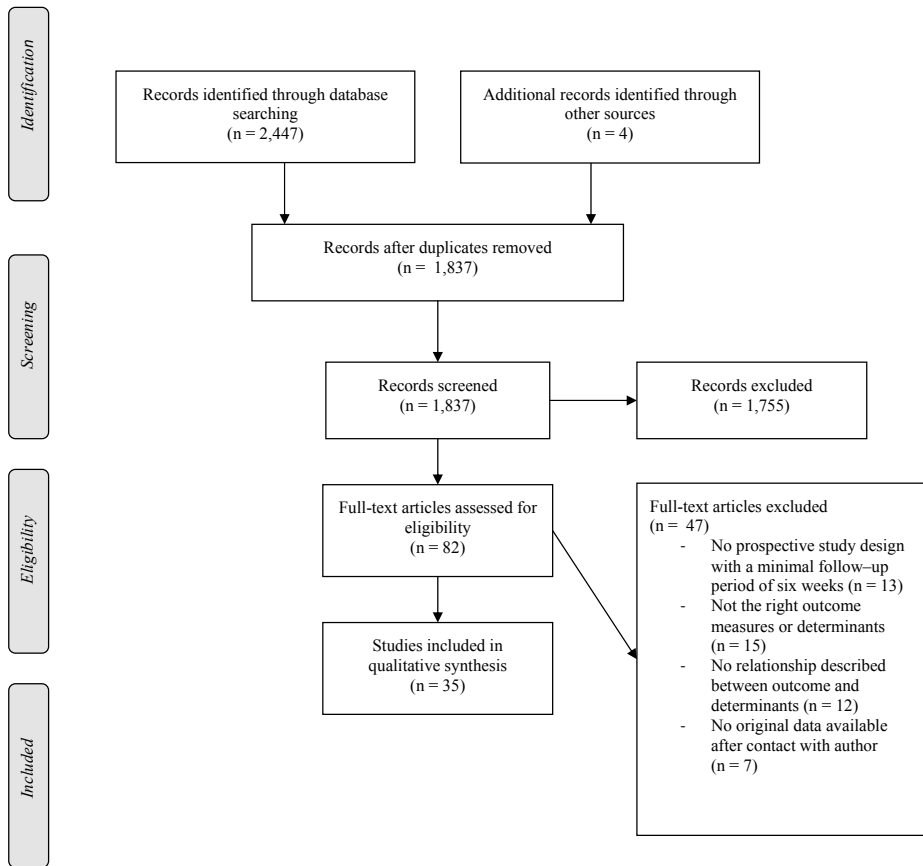 Identification
Records identified through database
searching
(n = 2,447)
Additional records identified through
other sources
(n = 4)
Records after duplicates removed
(n =  1,837)
Screening
Records screened
(n = 1,837)
Records excluded
(n = 1,755)
Eligibility
Full-text articles assessed for
eligibility
(n = 82)
Full-text articles excluded
(n =  47)
- No prospective study design
with a minimal follow–up
period of six weeks (n = 13)
- Not the right outcome
measures or determinants
(n = 15)
- No relationship described
between outcome and
determinants (n = 12)
- No original data available
after contact with author
(n = 7)
Studies included in
qualitative synthesis
(n = 35)
Included